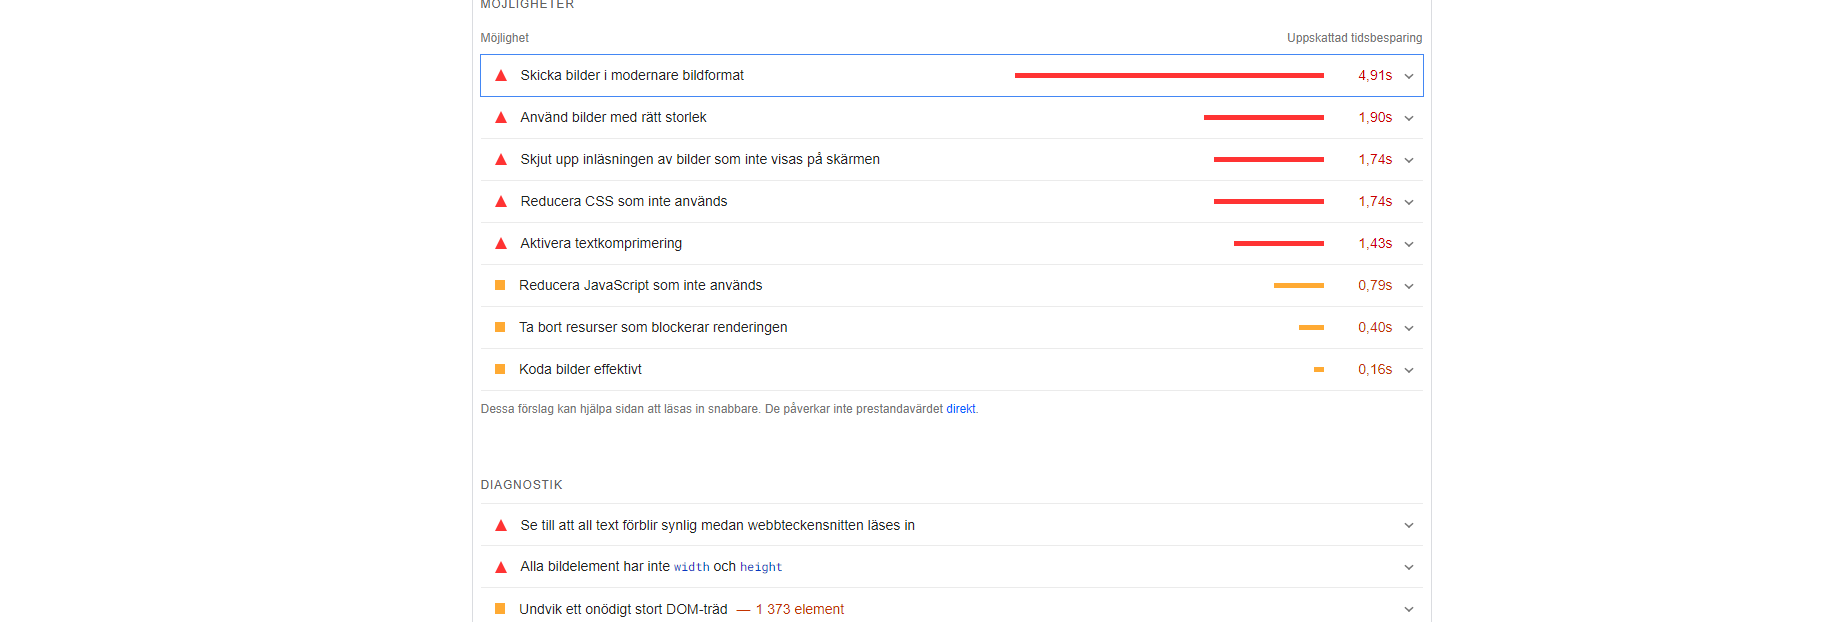 MÖJLIGHETER
Möjlighet Uppskattad tidsbesparing
Skicka bilder i modernare bildformat 4,91s
Använd bilder med rätt storlek 1,90s
Skjut upp inläsningen av bilder som inte visas på skärmen 1,74s
Reducera CSS som inte används 1,74s
Aktivera textkomprimering 1,43s
Reducera JavaScript som inte används 0,79s
Ta bort resurser som blockerar renderingen 0,40s
Koda bilder effektivt 0,16s
Dessa förslag kan hjälpa sidan att läsas in snabbare. De påverkar inte prestandavärdet direkt.
DIAGNOSTIK
Se till att all text förblir synlig medan webbteckensnitten läses in
Alla bildelement har inte width och height
Undvik ett onödigt stort DOM-träd — 1 373 element